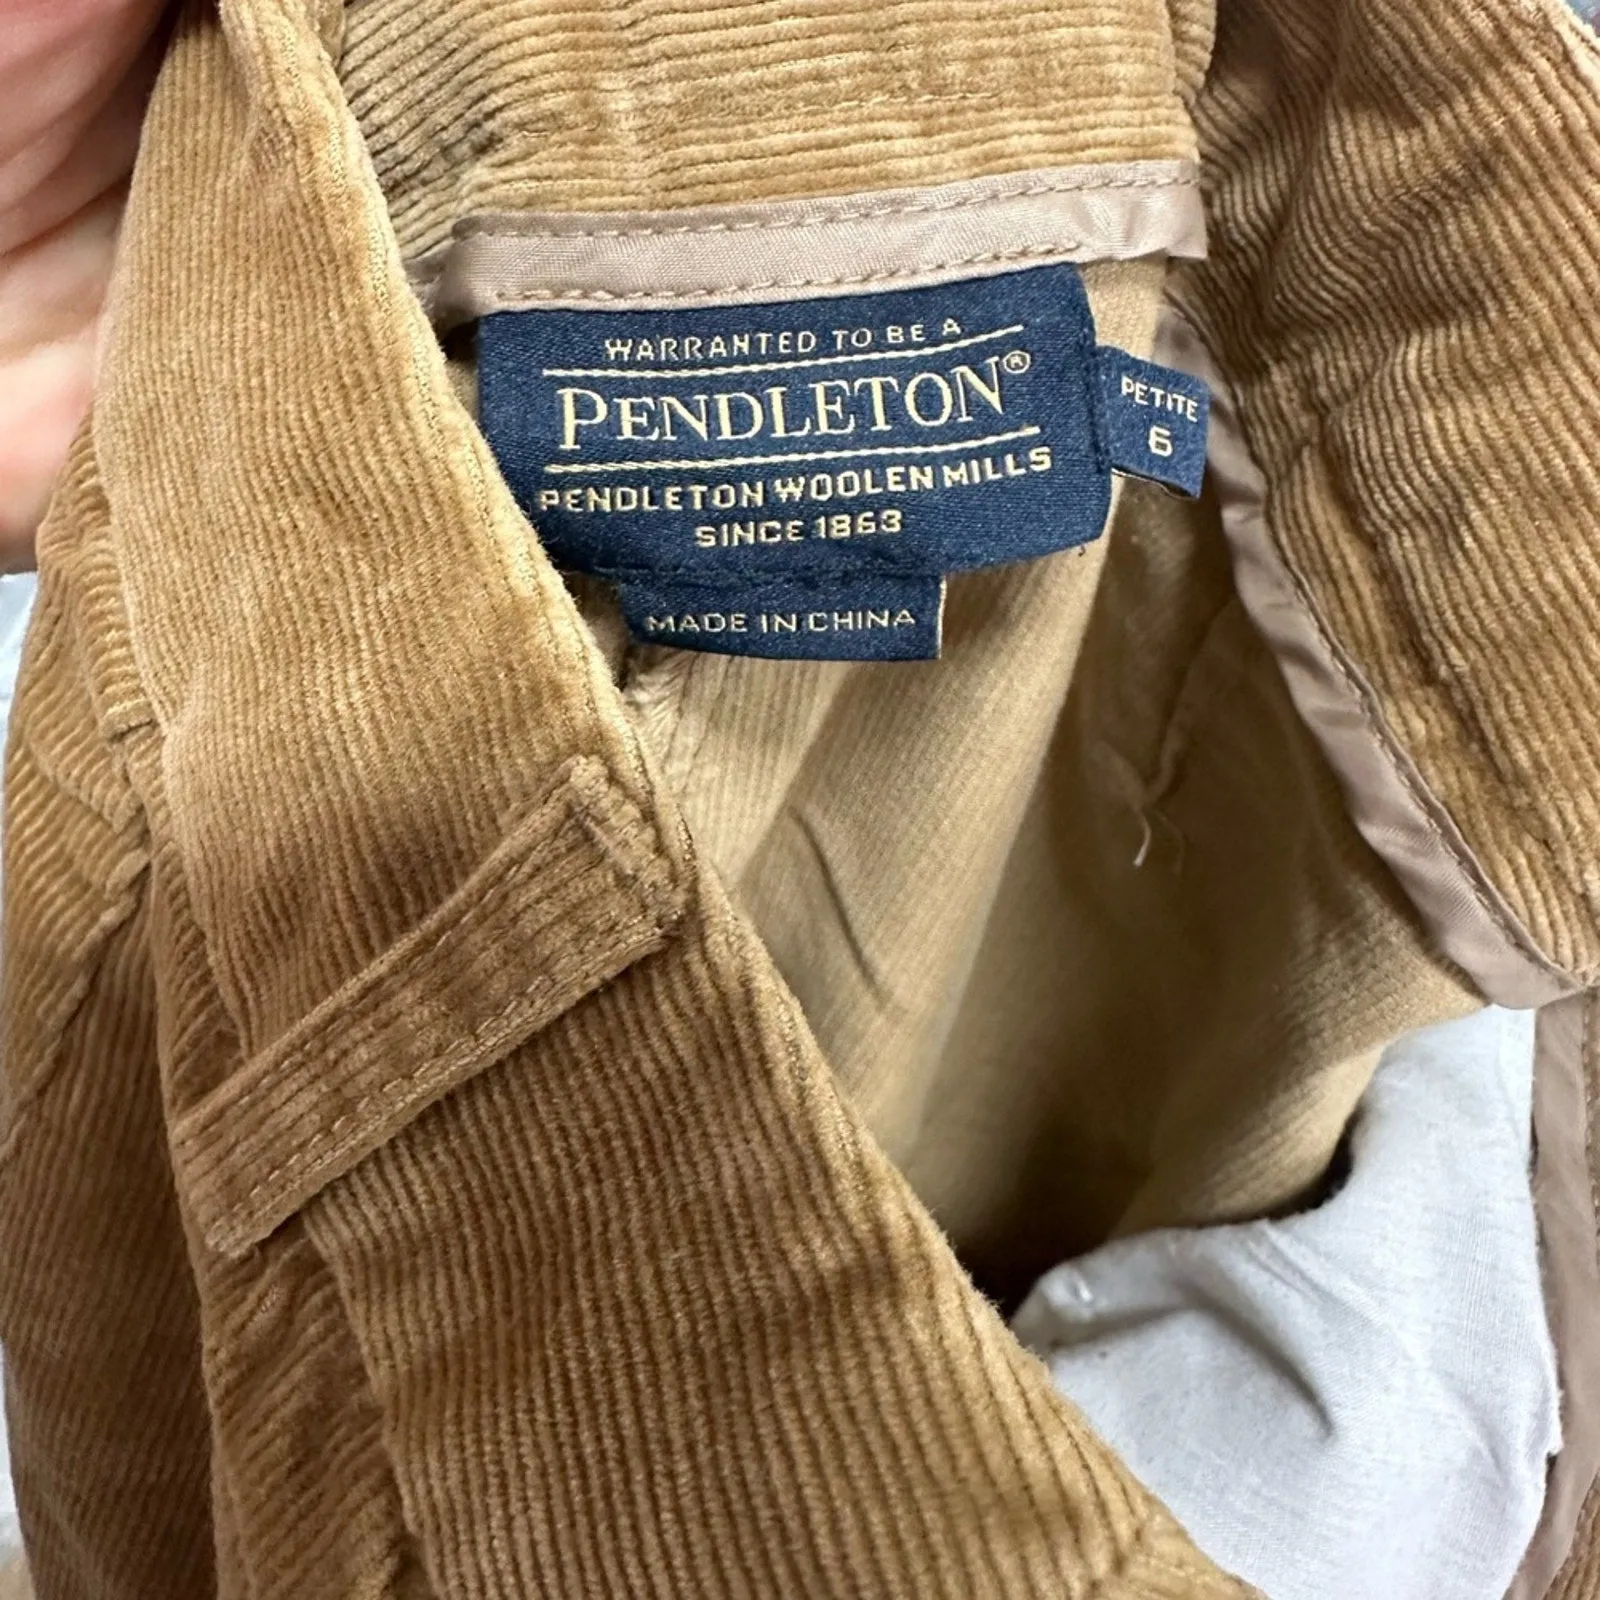 WARRANTED TO BE A
PENDLETON®
PENDLETON WOOLEN MILLS
SINCE 1863
MADE IN CHINA
PETITE
6